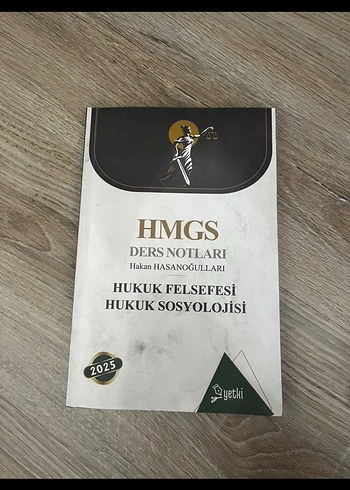 HMGS
DERS NOTLARI
Hakan HASANOĞULLARI
HUKUK FELSEFESİ
HUKUK SOSYOLOJİSİ
2025
yetki